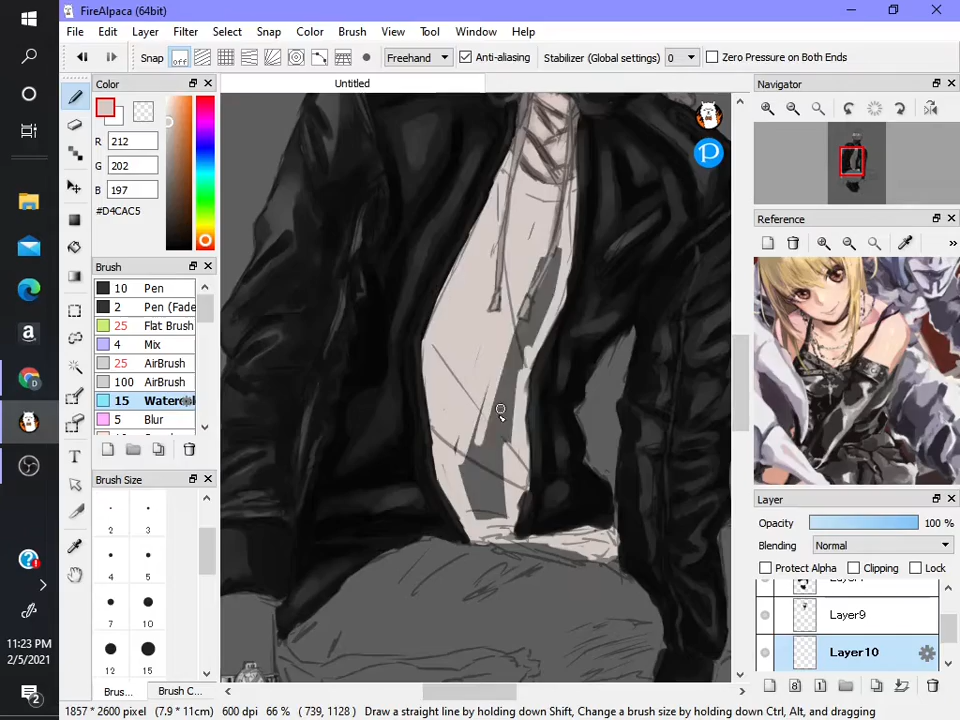 FireAlpaca (64bit)
File Edit Layer Filter Select Snap Color Brush View Tool Window Help
Snap off Freehand Anti-aliasing Stabilizer (Global settings) 0 Zero Pressure on Both Ends
Color
R 212
G 202
B 197
#D4CAC5
Brush
10 Pen
2 Pen (Fade
25 Flat Brush
4 Mix
25 AirBrush
100 AirBrush
15
5 Blur
Brush Size
2 3
4 5
7 10
12 15
Brus... Brush C...
Untitled
P
Navigator
Reference
Layer
Opacity 100 %
Blending Normal
Protect Alpha Clipping Lock
Layer9
Layer10
11:23 PM
2/5/2021
2
1857 * 2600 pixel (7.9 * 11cm) 600 dpi 66 % ( 739, 1128 ) Draw a straight line by holding down Shift, Change a brush size by holding down Ctrl, Alt, and dragging